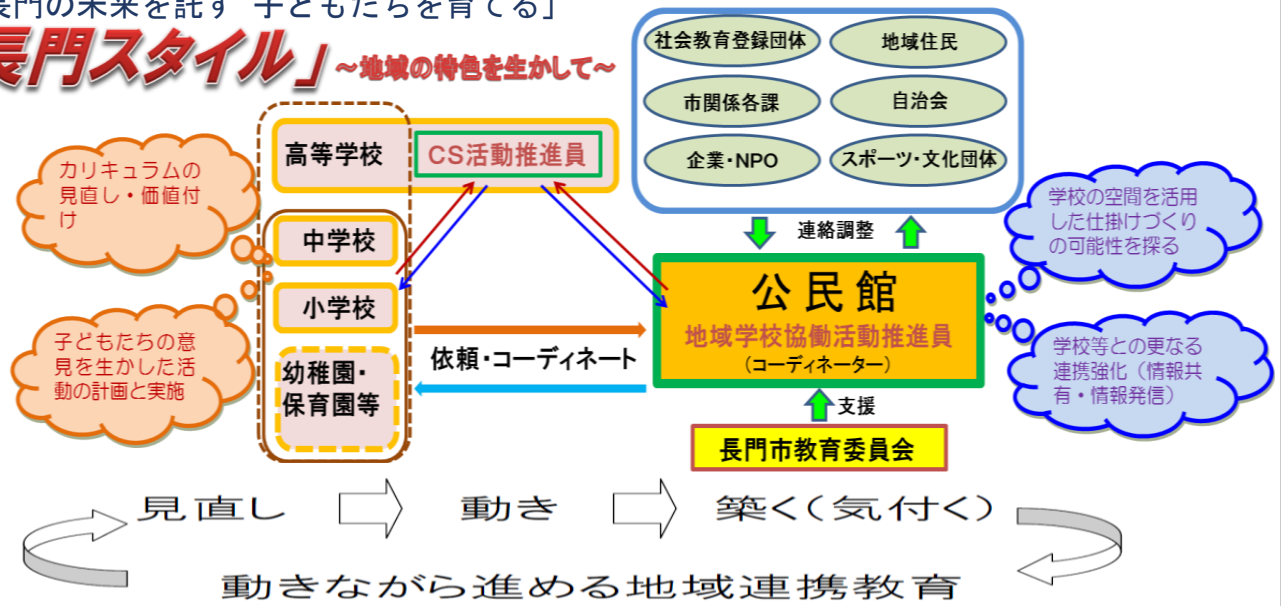 長門の未来を託す 子どもたちを育てる」
長門スタイル」～地域の特色を生かして～
社会教育登録団体
地域住民
市関係各課
自治会
企業・NPO
スポーツ・文化団体
高等学校
CS活動推進員
カリキュラムの
見直し・価値付
け
中学校
小学校
子どもたちの意
見を生かした活
動の計画と実施
幼稚園・
保育園等
依頼・コーディネート
連絡調整
公民館
地域学校協働活動推進員
（コーディネーター）
学校の空間を活用
した仕掛けづくり
の可能性を探る
学校等との更なる
連携強化（情報共
有・情報発信）
支援
長門市教育委員会
見直し
動き
築く（気付く）
動きながら進める地域連携教育